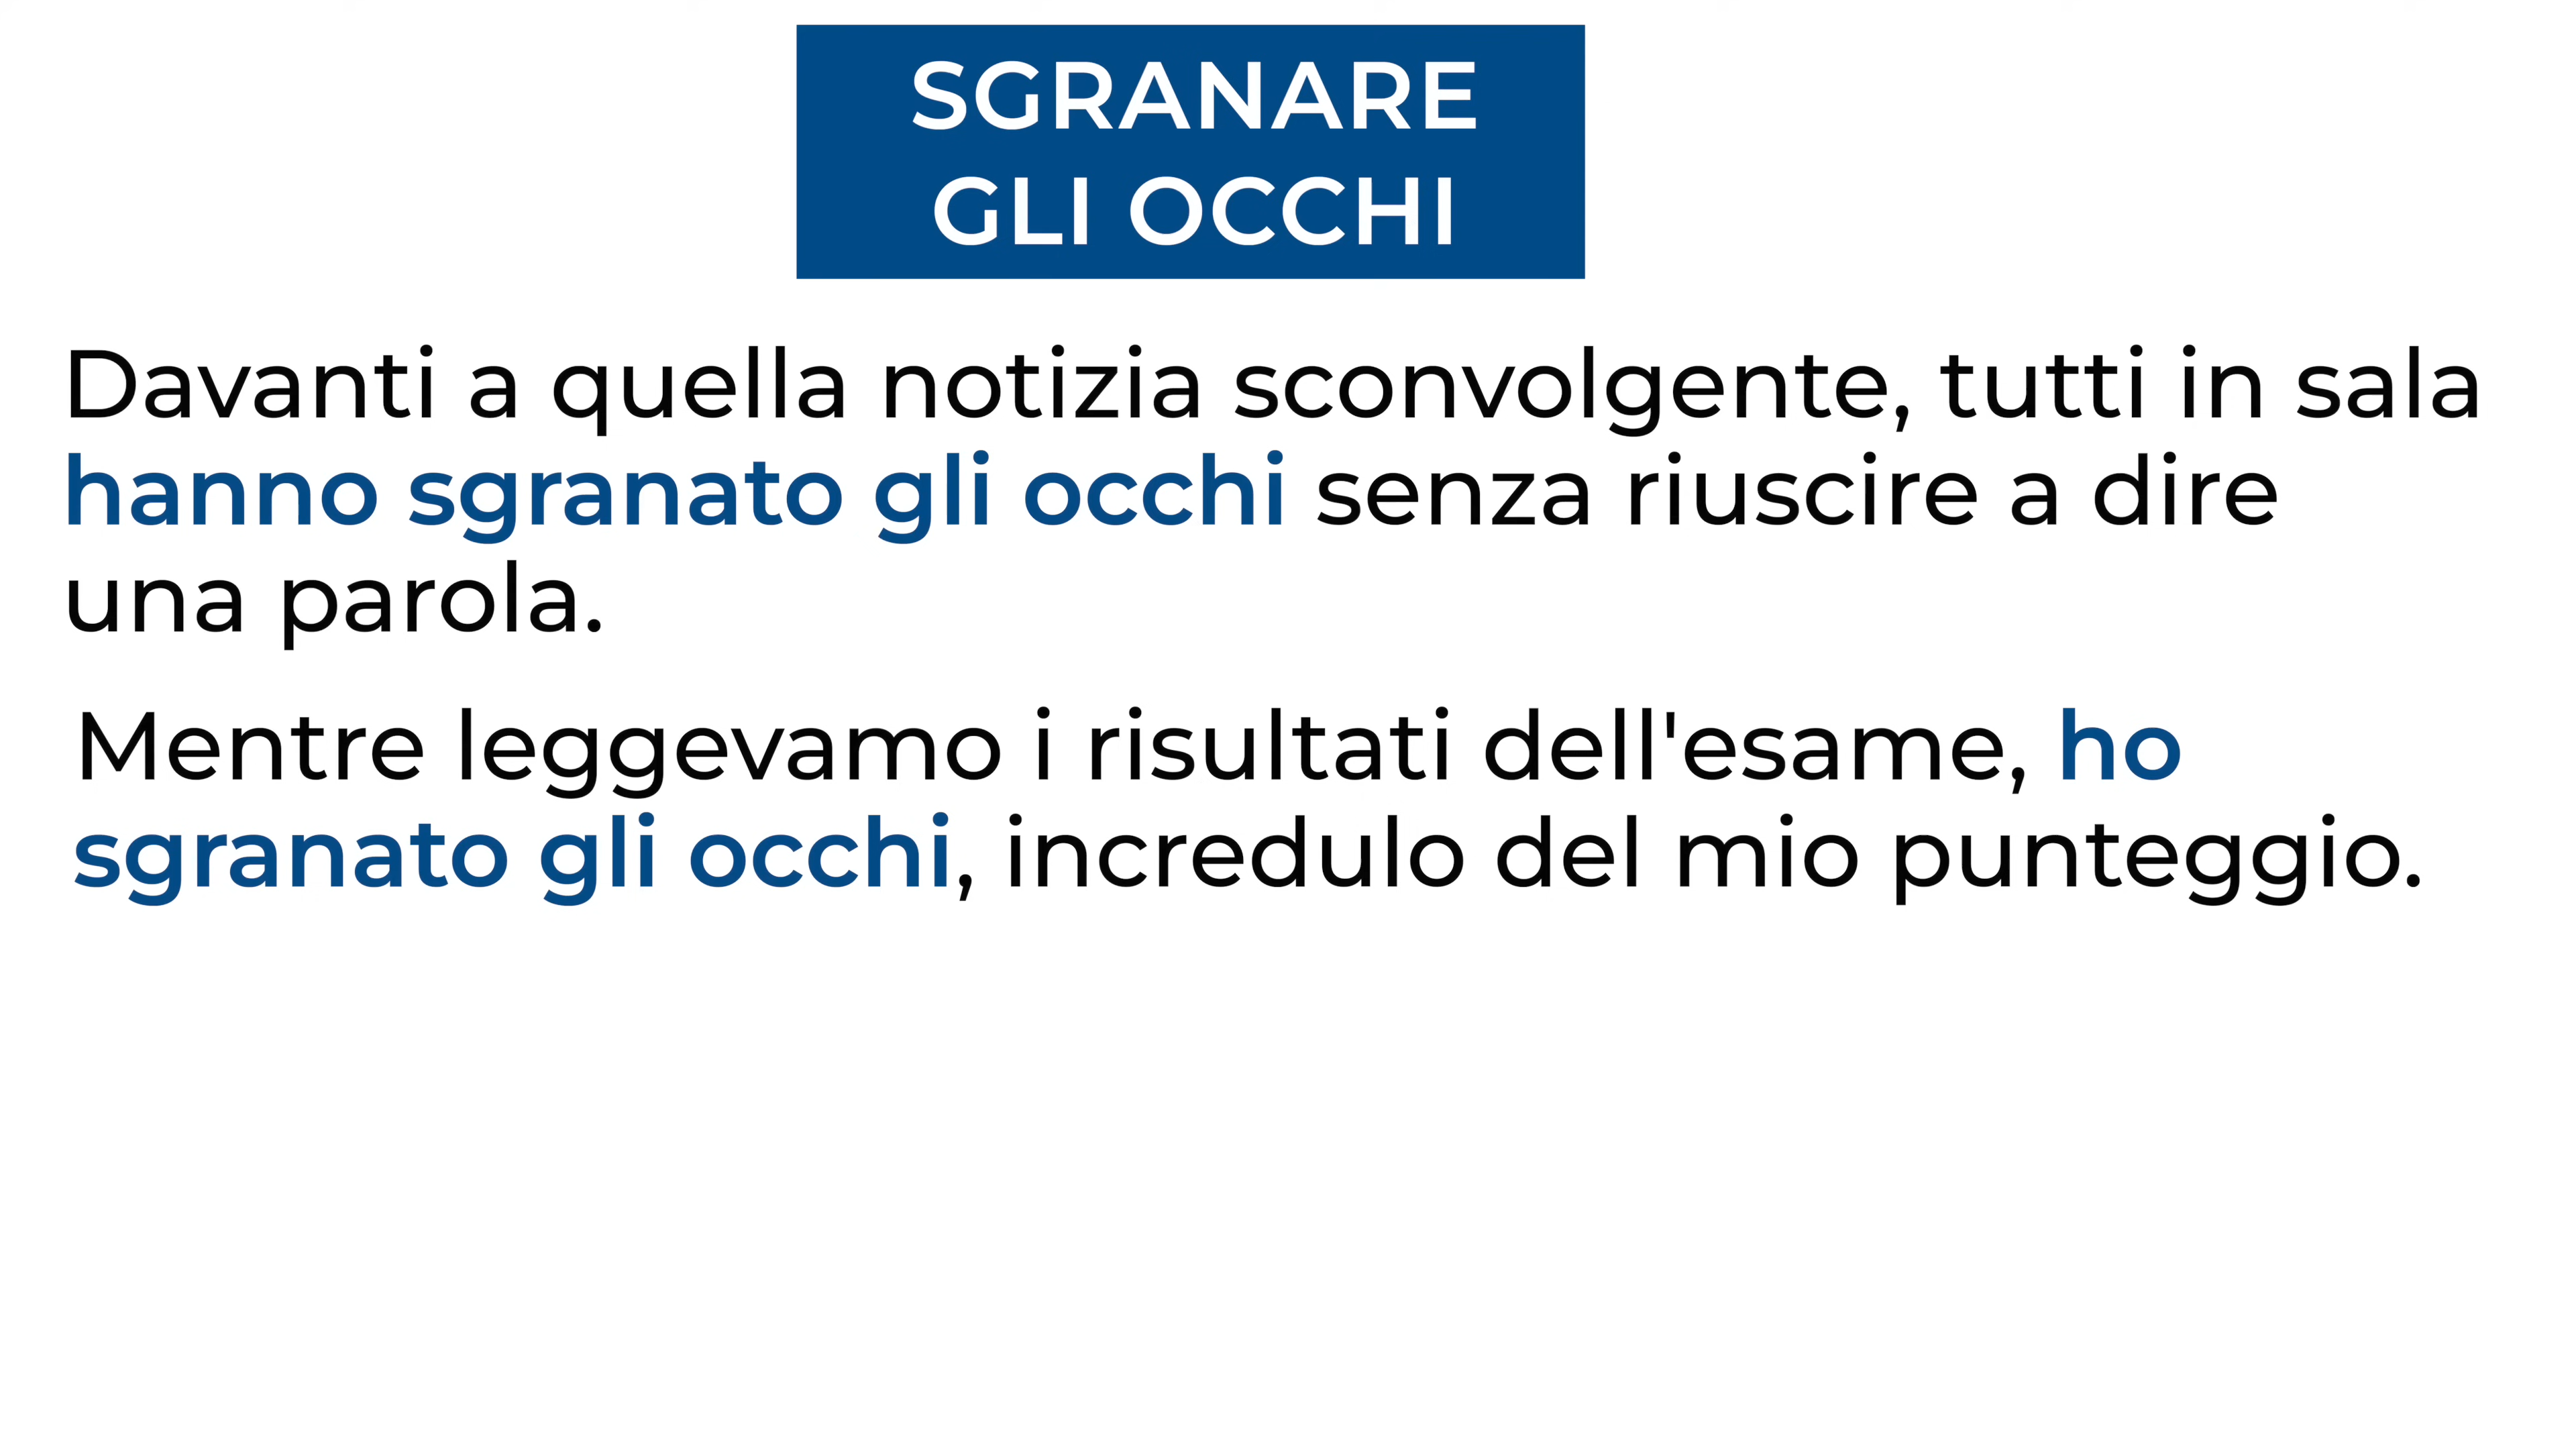 SGRANARE
GLI OCCHI
Davanti a quella notizia sconvolgente, tutti in sala
hanno sgranato gli occhi senza riuscire a dire
una parola.
Mentre leggevamo i risultati dell'esame, ho
sgranato gli occhi, incredulo del mio punteggio.